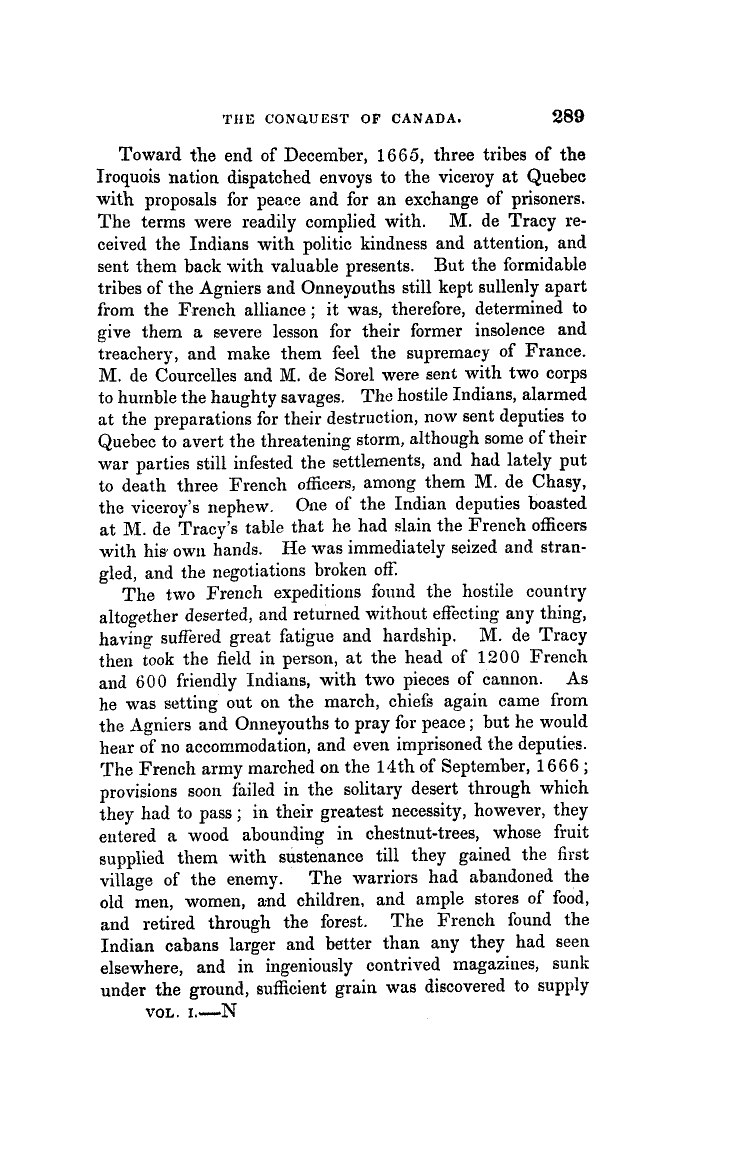 THE CONQUEST OF CANADA. 289
Toward the end of December, 1665, three tribes of the
Iroquois nation dispatched envoys to the viceroy at Quebec
with proposals for peace and for an exchange of prisoners.
The terms were readily complied with. M. de Tracy re-
ceived the Indians with politic kindness and attention, and
sent them back with valuable presents. But the formidable
tribes of the Agniers and Onneyouths still kept sullenly apart
from the French alliance ; it was, therefore, determined to
give them a severe lesson for their former insolence and
treachery, and make them feel the supremacy of France.
M. de Courcelles and M. de Sorel were sent with two corps
to humble the haughty savages. The hostile Indians, alarmed
at the preparations for their destruction, now sent deputies to
Quebec to avert the threatening storm, although some of their
war parties still infested the settlements, and had lately put
to death three French officers, among them M. de Chasy,
the viceroy's nephew. One of the Indian deputies boasted
at M. de Tracy's table that he had slain the French officers
with his own hands. He was immediately seized and stran-
gled, and the negotiations broken off.
The two French expeditions found the hostile country
altogether deserted, and returned without effecting any thing,
having suffered great fatigue and hardship. M. de Tracy
then took the field in person, at the head of 1200 French
and 600 friendly Indians, with two pieces of cannon. As
he was setting out on the march, chiefs again came from
the Agniers and Onneyouths to pray for peace ; but he would
hear of no accommodation, and even imprisoned the deputies.
The French army marched on the 14th of September, 1666 ;
provisions soon failed in the solitary desert through which
they had to pass ; in their greatest necessity, however, they
entered a wood abounding in chestnut-trees, whose fruit
supplied them with sustenance till they gained the first
village of the enemy. The warriors had abandoned the
old men, women, and children, and ample stores of food,
and retired through the forest. The French found the
Indian cabans larger and better than any they had seen
elsewhere, and in ingeniously contrived magazines, sunk
under the ground, sufficient grain was discovered to supply
VOL. I.—N